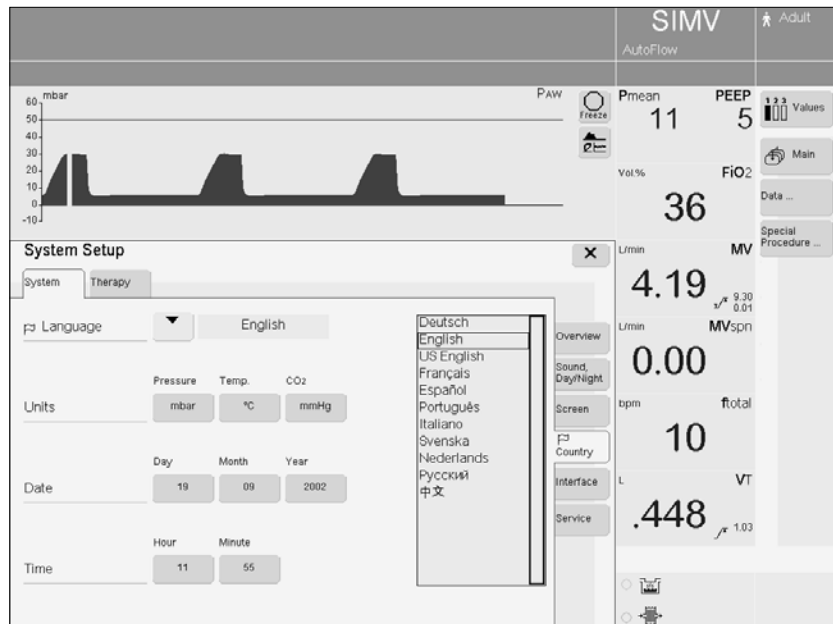 SIMV
AutoFlow
Adult
mbar
PAW
60
50
40
30
20
10
0
-10
Freeze
Pmean PEEP
11 5
Vol.% FiO2
36
L/min MV
4.19
9.30
0.01
L/min MVspn
0.00
bpm ftotal
10
L VT
.448
1.03
1 2 3
Values
Main
Data ...
Special
Procedure ...
System Setup
System Therapy
Language English
Deutsch
English
US English
Français
Español
Português
Italiano
Svenska
Nederlands
Русский
中文
Pressure Temp. CO2
Units mbar °C mmHg
Day Month Year
Date 19 09 2002
Hour Minute
Time 11 55
Overview
Sound,
Day/Night
Screen
Country
Interface
Service